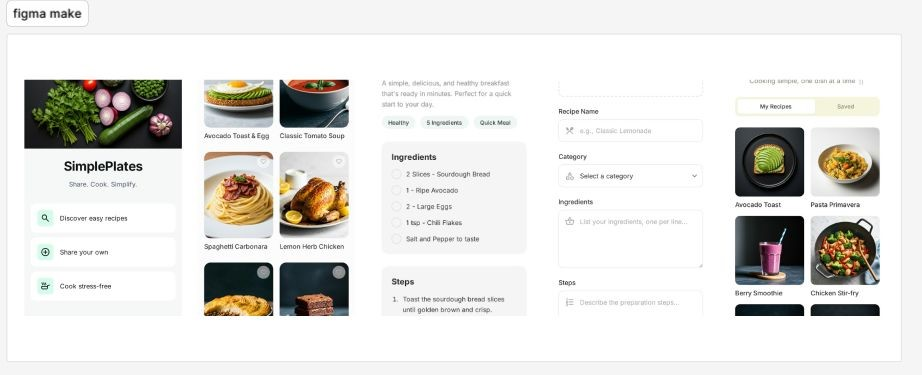 figma make
SimplePlates
Share. Cook. Simplify.
Discover easy recipes
Share your own
Cook stress-free
Avocado Toast & Egg
Classic Tomato Soup
Spaghetti Carbonara
Lemon Herb Chicken
A simple, delicious, and healthy breakfast
that's ready in minutes. Perfect for a quick
start to your day.
Healthy
5 Ingredients
Quick Meal
Ingredients
2 Slices - Sourdough Bread
1 - Ripe Avocado
2 - Large Eggs
1 tsp - Chili Flakes
Salt and Pepper to taste
Steps
1. Toast the sourdough bread slices
until golden brown and crisp.
Recipe Name
e.g., Classic Lemonade
Category
Select a category
Ingredients
List your ingredients, one per line...
Steps
Describe the preparation steps...
Cooking simple, one dish at a time
My Recipes
Saved
Avocado Toast
Pasta Primavera
Berry Smoothie
Chicken Stir-fry